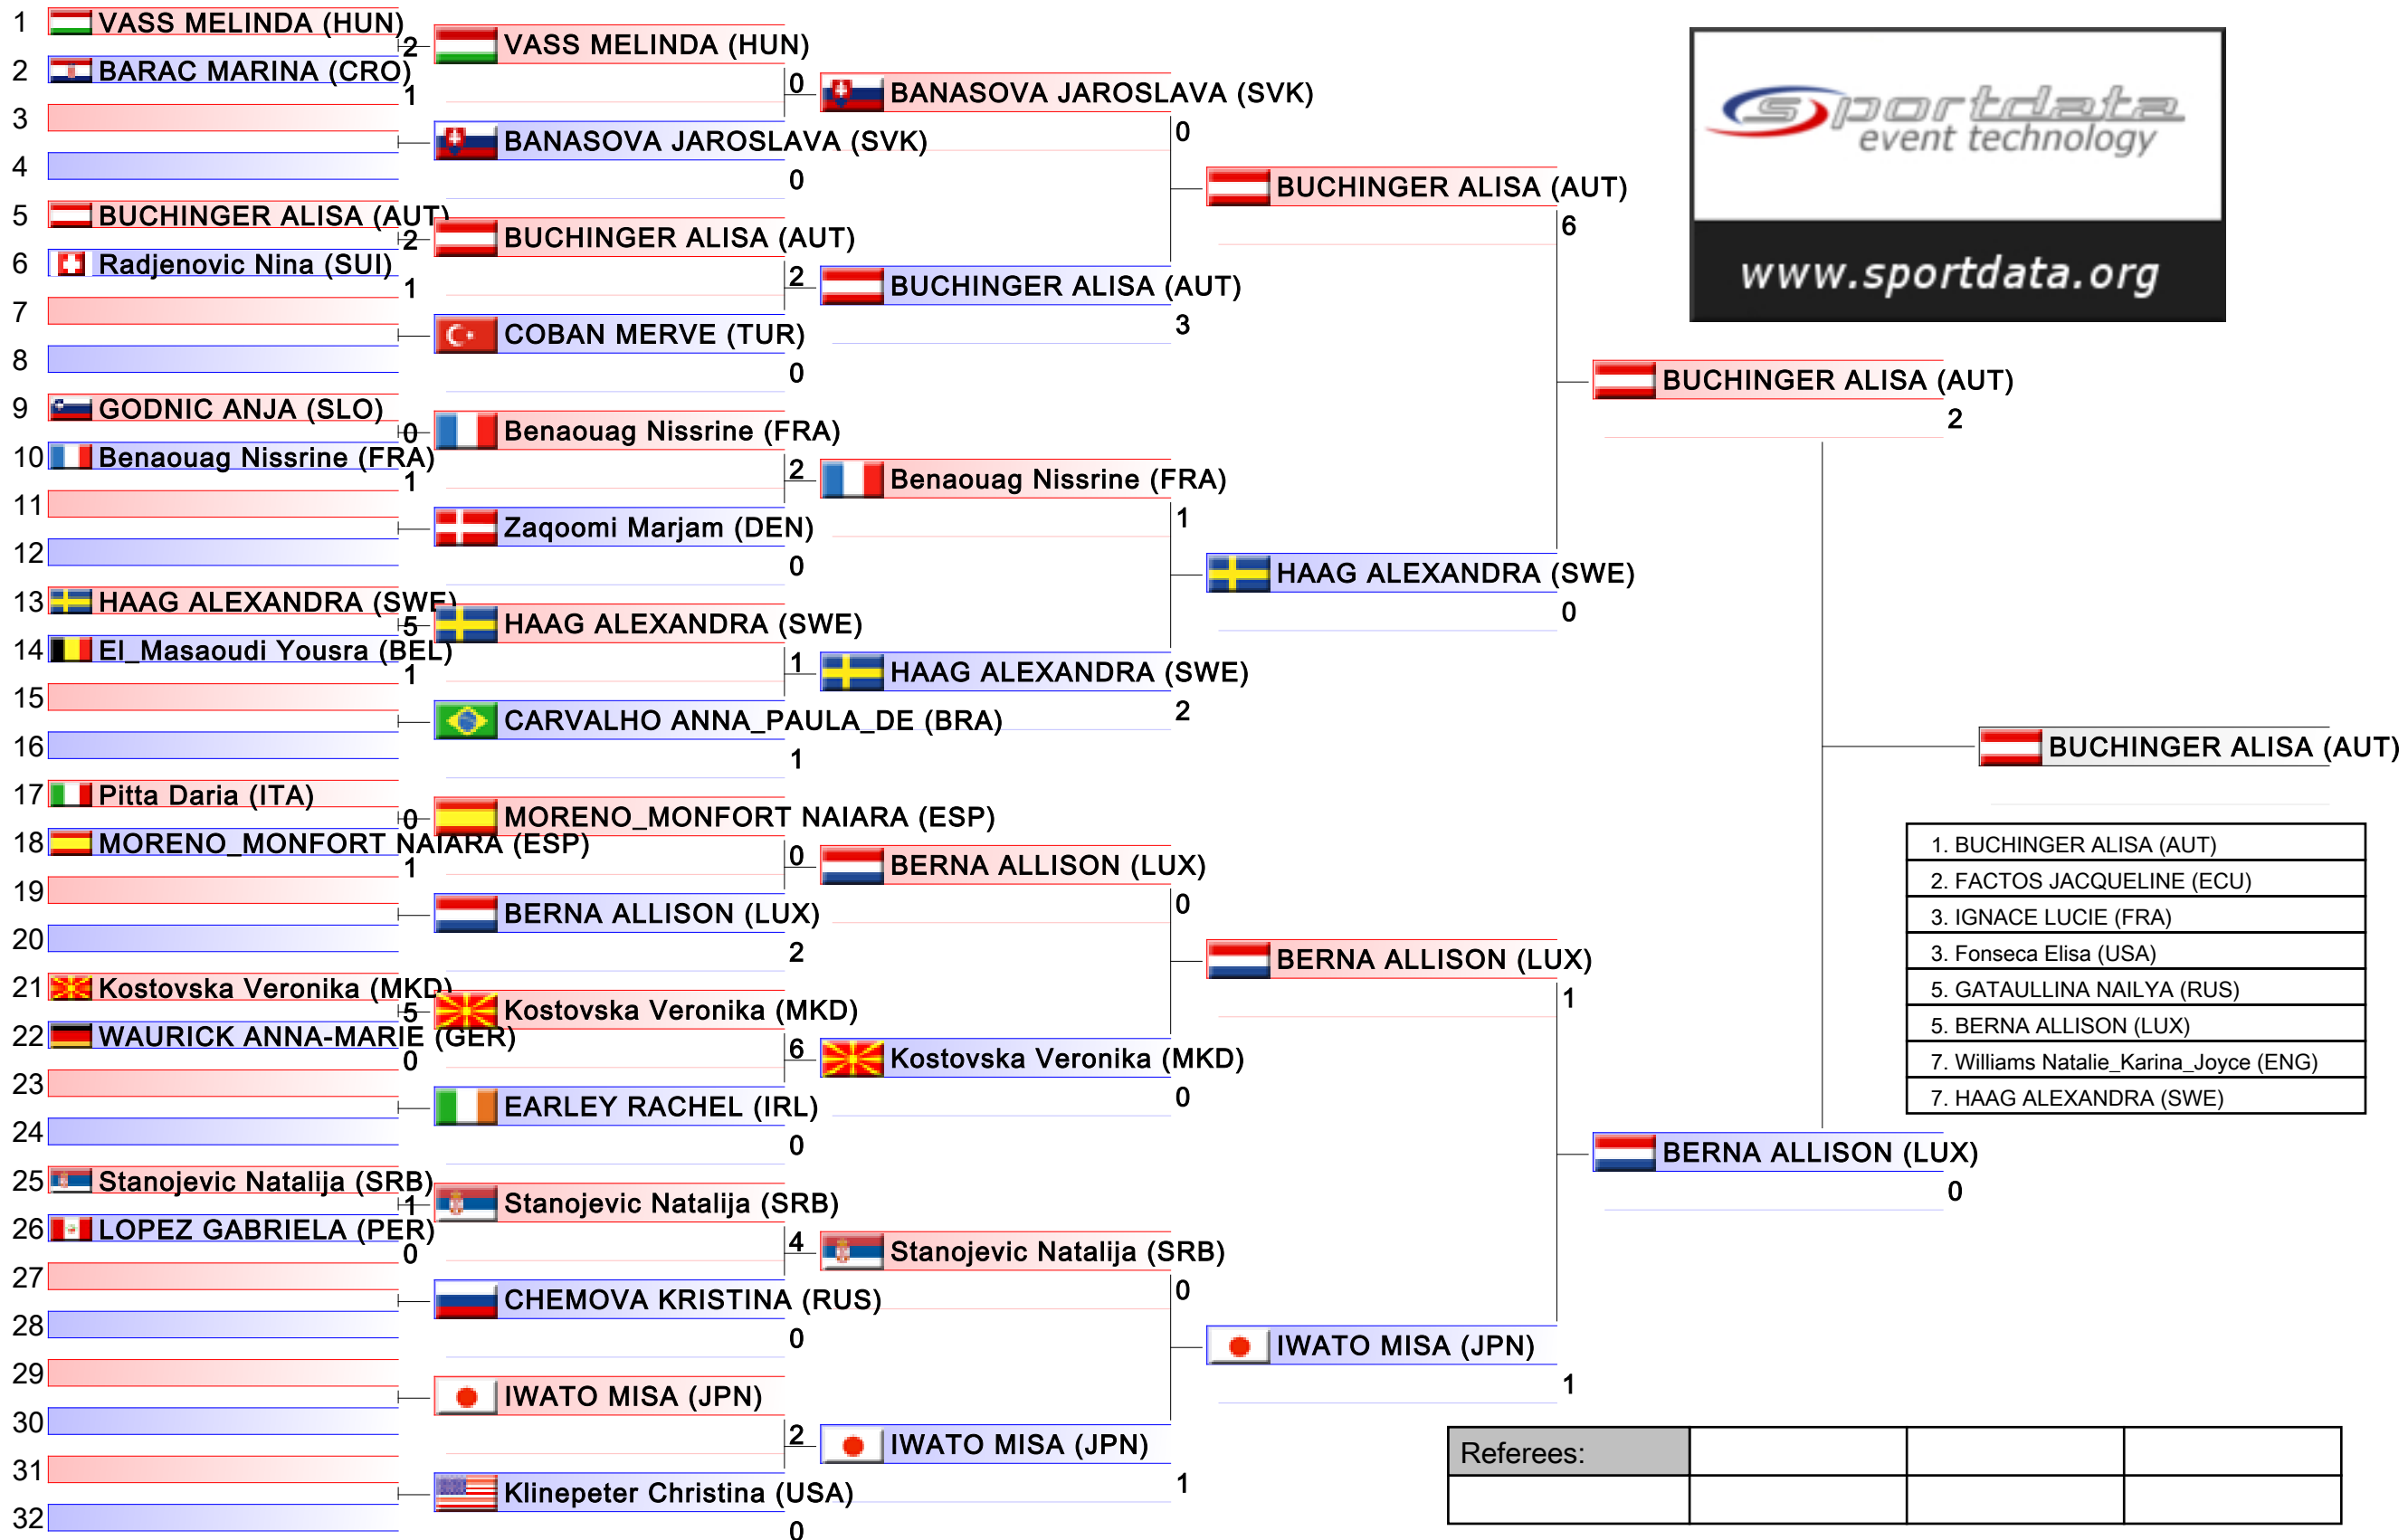 1 VASS MELINDA (HUN)
2
2 BARAC MARINA (CRO)
1
3
4
5 BUCHINGER ALISA (AUT)
2
6 Radjenovic Nina (SUI)
1
7
8
9 GODNIC ANJA (SLO)
0
10 Benaouag Nissrine (FRA)
1
11
12
13 HAAG ALEXANDRA (SWE)
5
14 El_Masaoudi Yousra (BEL)
1
15
16
17 Pitta Daria (ITA)
0
18 MORENO_MONFORT NAIARA (ESP)
1
19
20
21 Kostovska Veronika (MKD)
5
22 WAURICK ANNA-MARIE (GER)
0
23
24
25 Stanojevic Natalija (SRB)
1
26 LOPEZ GABRIELA (PER)
0
27
28
29
30
31
32
VASS MELINDA (HUN)
0
BANASOVA JAROSLAVA (SVK)
0
BUCHINGER ALISA (AUT)
2
COBAN MERVE (TUR)
0
Benaouag Nissrine (FRA)
2
Zaqoomi Marjam (DEN)
0
HAAG ALEXANDRA (SWE)
1
CARVALHO ANNA_PAULA_DE (BRA)
1
MORENO_MONFORT NAIARA (ESP)
0
BERNA ALLISON (LUX)
2
Kostovska Veronika (MKD)
6
EARLEY RACHEL (IRL)
0
Stanojevic Natalija (SRB)
4
CHEMOVA KRISTINA (RUS)
0
IWATO MISA (JPN)
2
Klinepeter Christina (USA)
0
BANASOVA JAROSLAVA (SVK)
0
BUCHINGER ALISA (AUT)
3
Benaouag Nissrine (FRA)
1
HAAG ALEXANDRA (SWE)
2
BERNA ALLISON (LUX)
0
Kostovska Veronika (MKD)
0
Stanojevic Natalija (SRB)
0
IWATO MISA (JPN)
1
BUCHINGER ALISA (AUT)
6
HAAG ALEXANDRA (SWE)
0
BERNA ALLISON (LUX)
1
IWATO MISA (JPN)
1
BUCHINGER ALISA (AUT)
2
BERNA ALLISON (LUX)
0
BUCHINGER ALISA (AUT)
sportdata
event technology
www.sportdata.org
1. BUCHINGER ALISA (AUT)
2. FACTOS JACQUELINE (ECU)
3. IGNACE LUCIE (FRA)
3. Fonseca Elisa (USA)
5. GATAULLINA NAILYA (RUS)
5. BERNA ALLISON (LUX)
7. Williams Natalie_Karina_Joyce (ENG)
7. HAAG ALEXANDRA (SWE)
Referees: